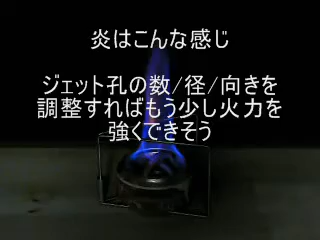 炎はこんな感じ
ジェット孔の数/径/向きを
調整すればもう少し火力を
強くできそう